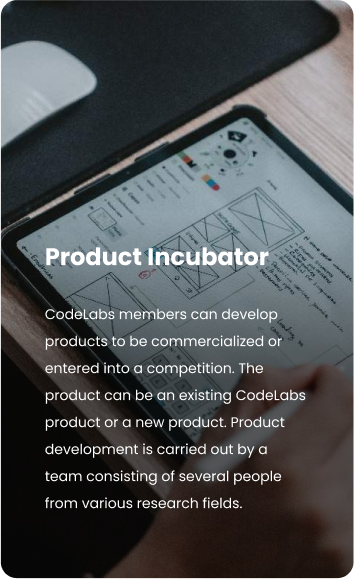 Product Incubator
CodeLabs members can develop
products to be commercialized or
entered into a competition. The
product can be an existing CodeLabs
product or a new product. Product
development is carried out by a
team consisting of several people
from various research fields.